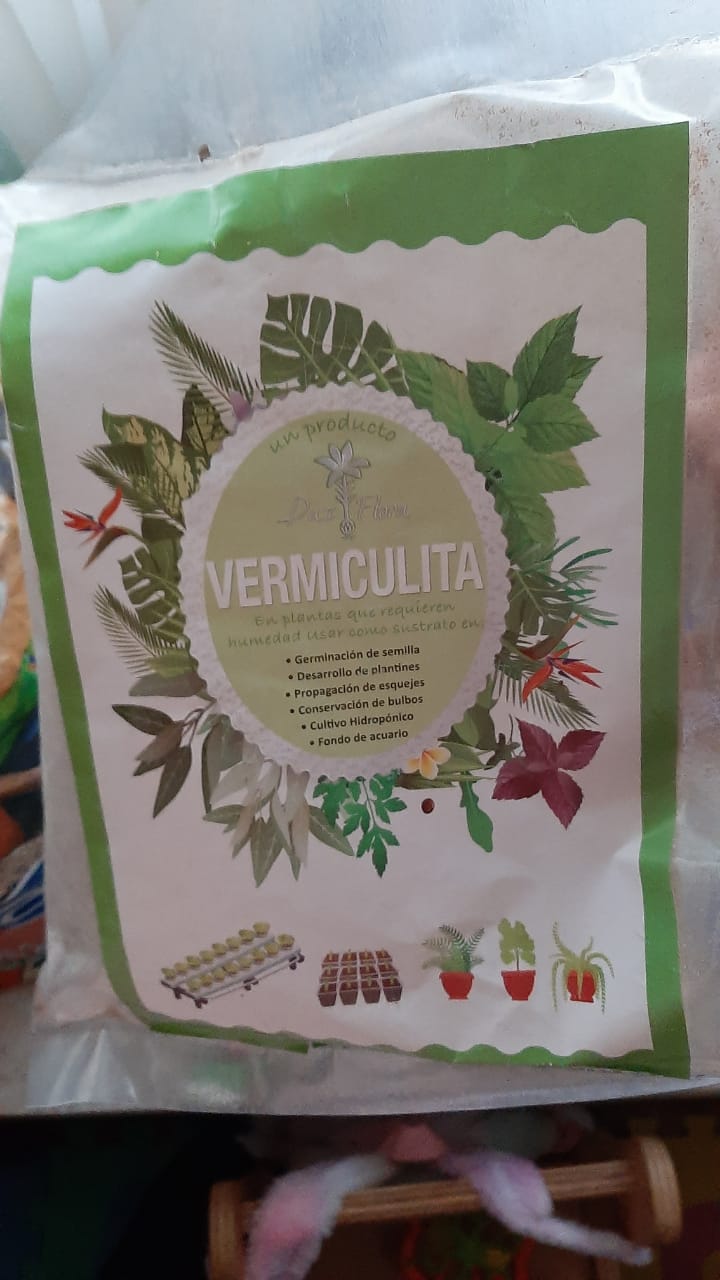 un producto
Flora
VERMICULITA
En plantas que requieren
humedad usar como sustrato en:
• Germinación de semilla
• Desarrollo de plantines
• Propagación de esquejes
• Conservación de bulbos
• Cultivo Hidropónico
• Fondo de acuario